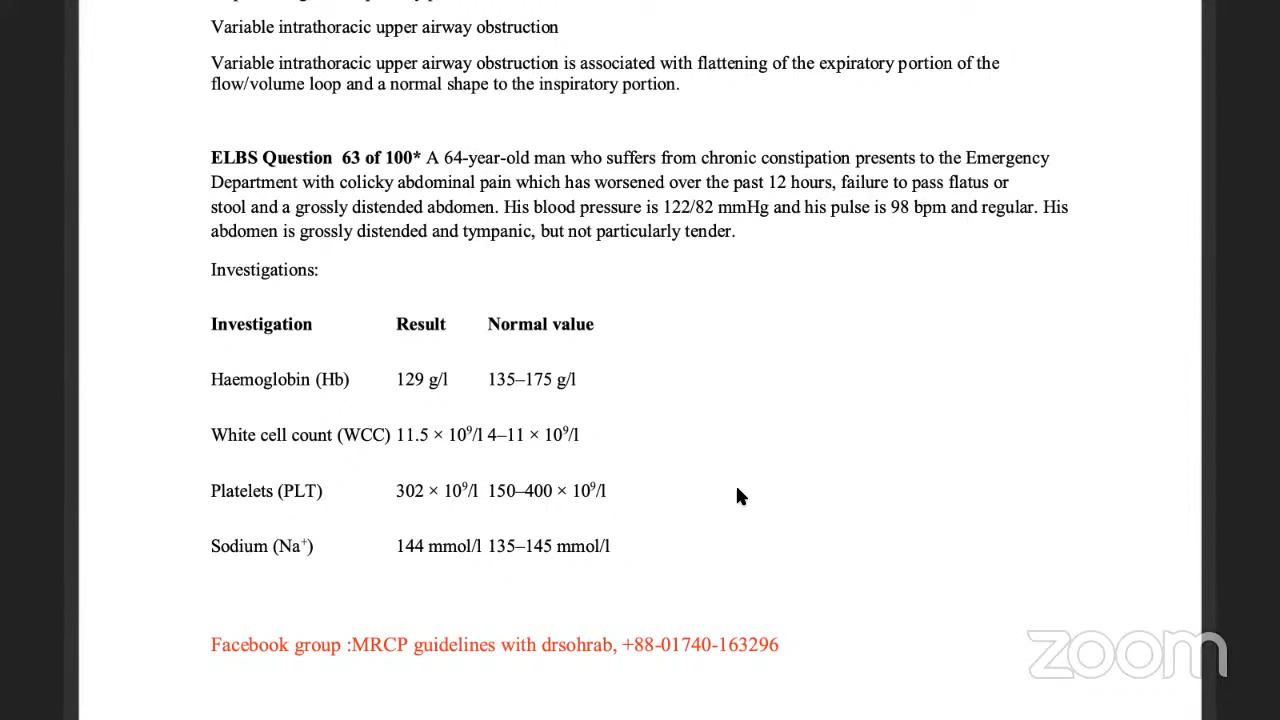 Variable intrathoracic upper airway obstruction
Variable intrathoracic upper airway obstruction is associated with flattening of the expiratory portion of the
flow/volume loop and a normal shape to the inspiratory portion.
ELBS Question 63 of 100* A 64-year-old man who suffers from chronic constipation presents to the Emergency
Department with colicky abdominal pain which has worsened over the past 12 hours, failure to pass flatus or
stool and a grossly distended abdomen. His blood pressure is 122/82 mmHg and his pulse is 98 bpm and regular. His
abdomen is grossly distended and tympanic, but not particularly tender.
Investigations:
Investigation Result Normal value
Haemoglobin (Hb) 129 g/l 135–175 g/l
White cell count (WCC) 11.5 × 10⁹/l 4–11 × 10⁹/l
Platelets (PLT) 302 × 10⁹/l 150–400 × 10⁹/l
Sodium (Na⁺) 144 mmol/l 135–145 mmol/l
Facebook group :MRCP guidelines with drsohrab, +88-01740-163296
zoom